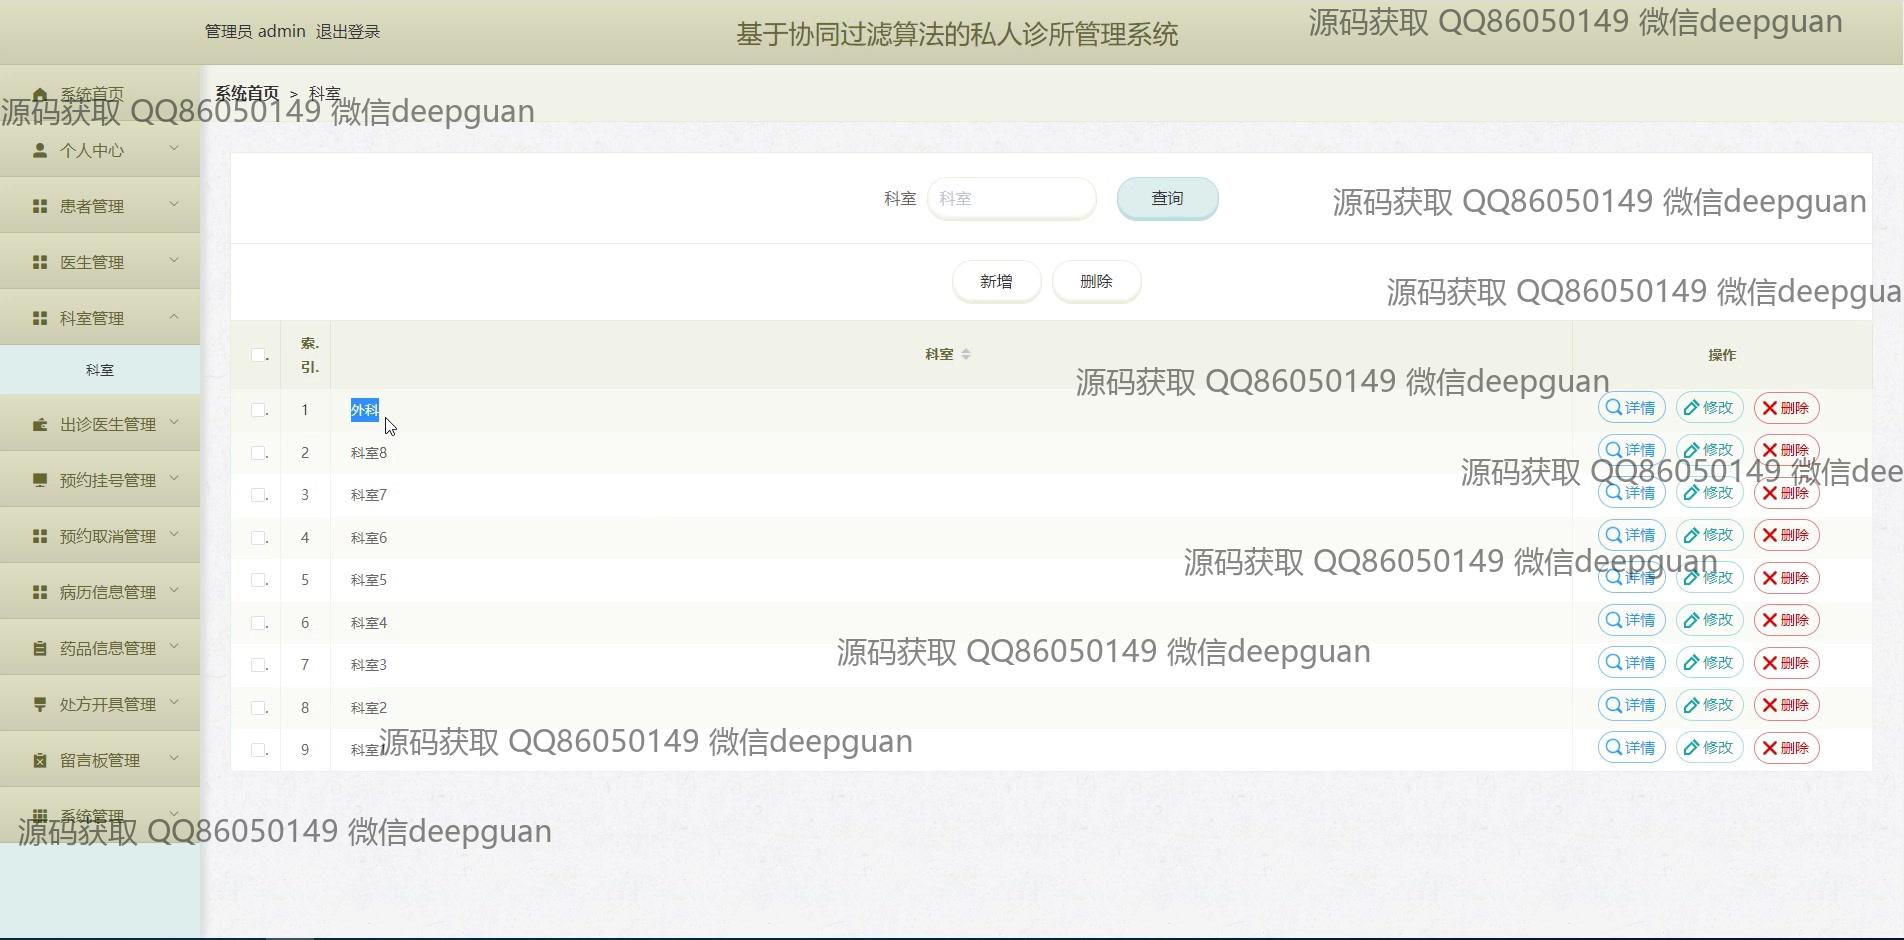 管理员 admin 退出登录
基于协同过滤算法的私人诊所管理系统
源码获取 QQ86050149 微信deepguan
系统首页
系统首页 > 科室
源码获取 QQ86050149 微信deepguan
个人中心
患者管理
医生管理
科室管理
科室
出诊医生管理
预约挂号管理
预约取消管理
病历信息管理
药品信息管理
处方开具管理
留言板管理
系统管理
源码获取 QQ86050149 微信deepguan
科室 科室 查询
源码获取 QQ86050149 微信deepguan
新增 删除
源码获取 QQ86050149 微信deepgua
索.
引.
科室
操作
源码获取 QQ86050149 微信deepguan
1 外科 详情 修改 删除
2 科室8 详情 修改 删除
源码获取 QQ86050149 微信dee
3 科室7 详情 修改 删除
4 科室6 详情 修改 删除
源码获取 QQ86050149 微信deepguan
5 科室5 详情 修改 删除
6 科室4 详情 修改 删除
源码获取 QQ86050149 微信deepguan
7 科室3 详情 修改 删除
8 科室2 详情 修改 删除
源码获取 QQ86050149 微信deepguan
9 科室1 详情 修改 删除